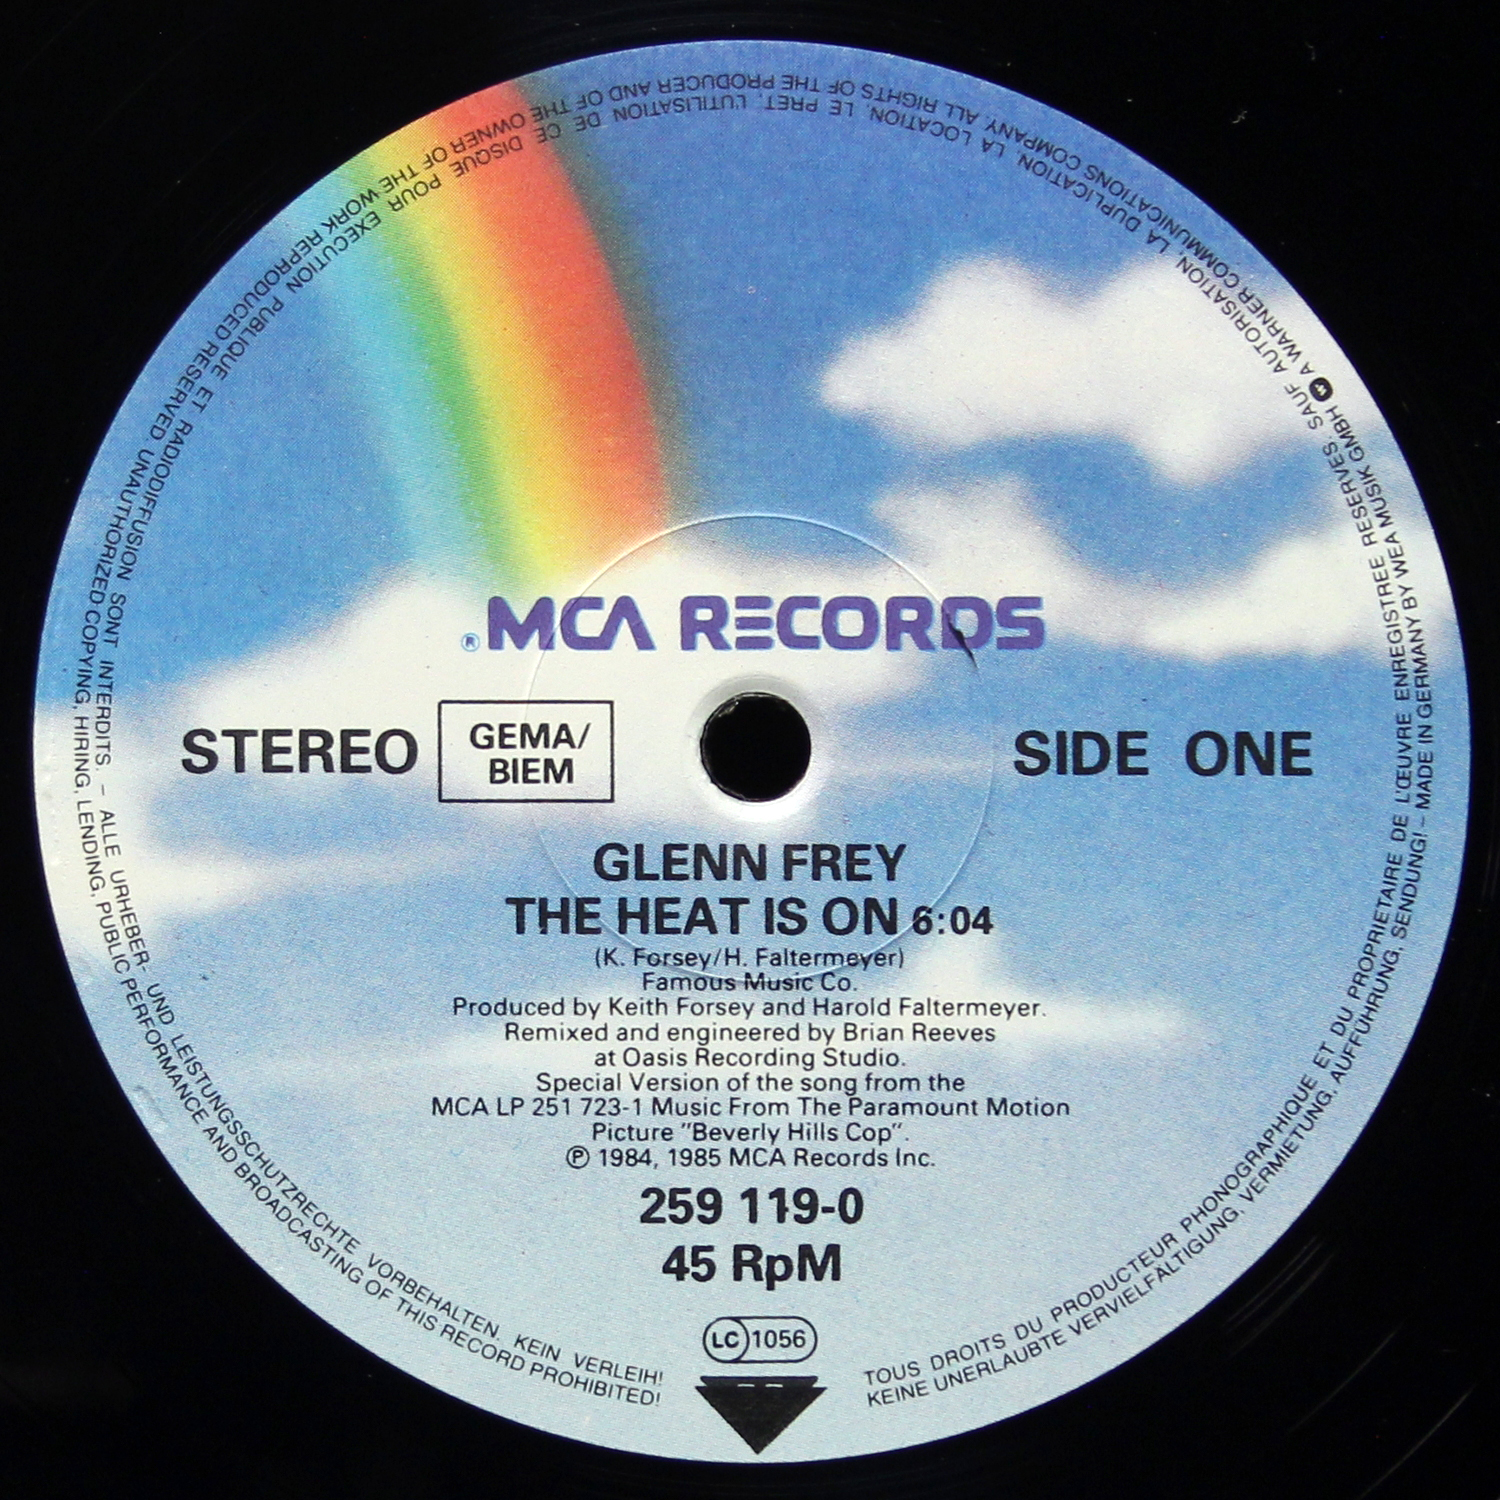 ® MCA RECORDS
STEREO
GEMA/
BIEM
SIDE ONE
GLENN FREY
THE HEAT IS ON 6:04
(K. Forsey/H. Faltermeyer)
Famous Music Co.
Produced by Keith Forsey and Harold Faltermeyer.
Remixed and engineered by Brian Reeves
at Oasis Recording Studio.
Special Version of the song from the
MCA LP 251 723-1 Music From The Paramount Motion
Picture "Beverly Hills Cop".
℗ 1984, 1985 MCA Records Inc.
259 119-0
45 RpM
LC 1056
TOUS DROITS DU PRODUCTEUR PHONOGRAPHIQUE ET DU PROPRIETAIRE DE L'ŒUVRE ENREGISTREE RESERVES. SAUF AUTORISATION, LA DUPLICATION, LA LOCATION, LE PRET, L'UTILISATION DE CE DISQUE POUR EXECUTION PUBLIQUE ET RADIODIFFUSION SONT INTERDITS. – ALLE URHEBER- UND LEISTUNGSSCHUTZRECHTE VORBEHALTEN. KEIN VERLEIH!
KEINE UNERLAUBTE VERVIELFÄLTIGUNG, VERMIETUNG, AUFFÜHRUNG, SENDUNG! – MADE IN GERMANY BY WEA MUSIK GMBH A WARNER COMMUNICATIONS COMPANY. ALL RIGHTS OF THE PRODUCER AND OF THE OWNER OF THE WORK REPRODUCED RESERVED. UNAUTHORIZED COPYING, HIRING, LENDING, PUBLIC PERFORMANCE AND BROADCASTING OF THIS RECORD PROHIBITED!